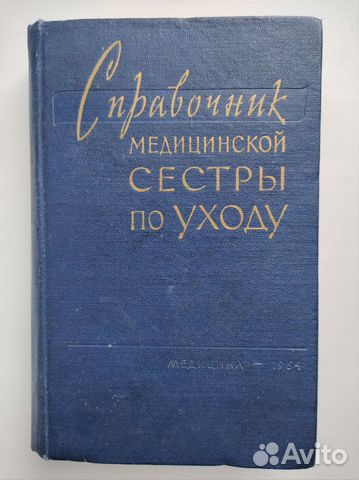 Справочник
МЕДИЦИНСКОЙ
СЕСТРЫ
ПО УХОДУ
МЕДИЦИНА — 1964
Avito